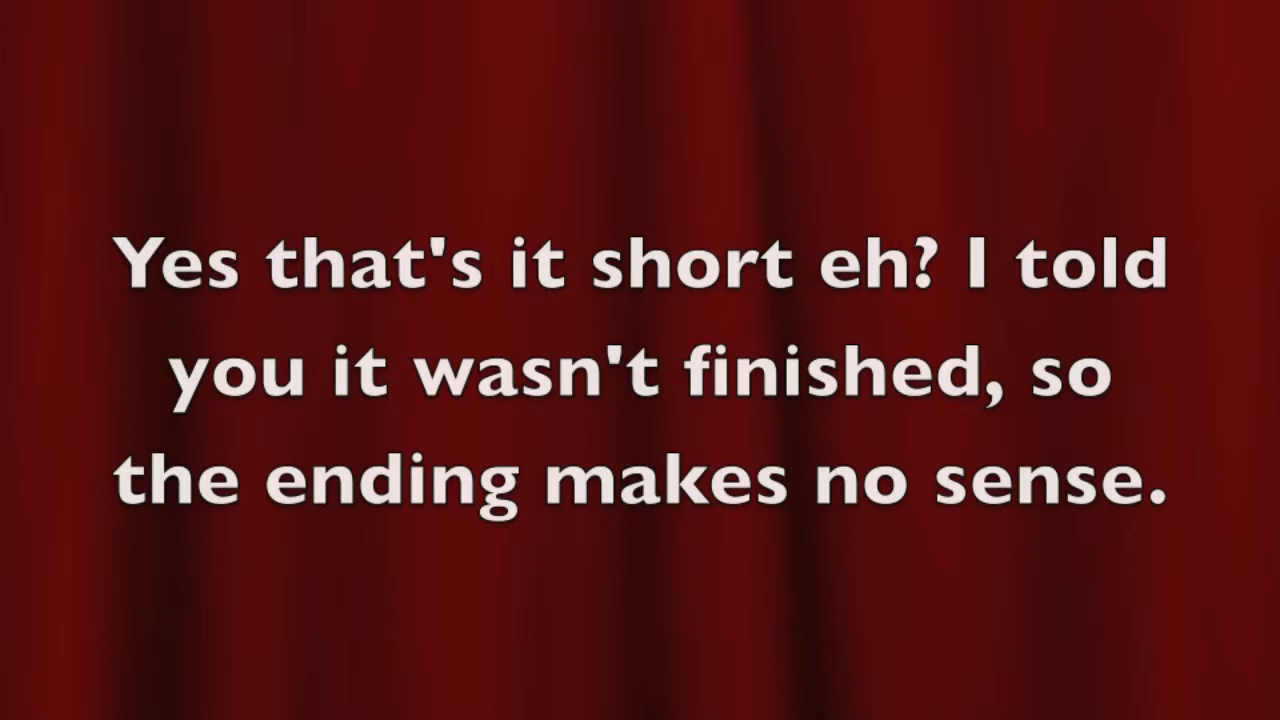 Yes that's it short eh? I told
you it wasn't finished, so
the ending makes no sense.